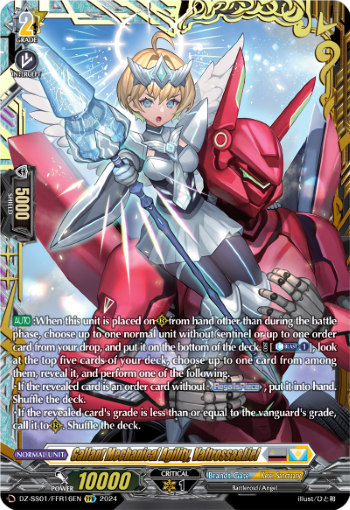 2
GRADE
INTERCEPT
5000
SHIELD
AUTO:When this unit is placed on R from hand other than during the battle
phase, choose up to one normal unit without sentinel or up to one order
card from your drop, and put it on the bottom of the deck, look
at the top five cards of your deck, choose up to one card from among
them, reveal it, and perform one of the following.
·If the revealed card is an order card without, put it into hand.
Shuffle the deck.
·If the revealed card's grade is less than or equal to the vanguard's grade,
call it to R. Shuffle the deck.
NORMAL UNIT
Gallant Mechanical Agility,
POWER 10000
CRITICAL
1
Brandt Gate
Battleroid/Angel
DZ-SS01/FFR16EN FFR 2024
illust/ひと和